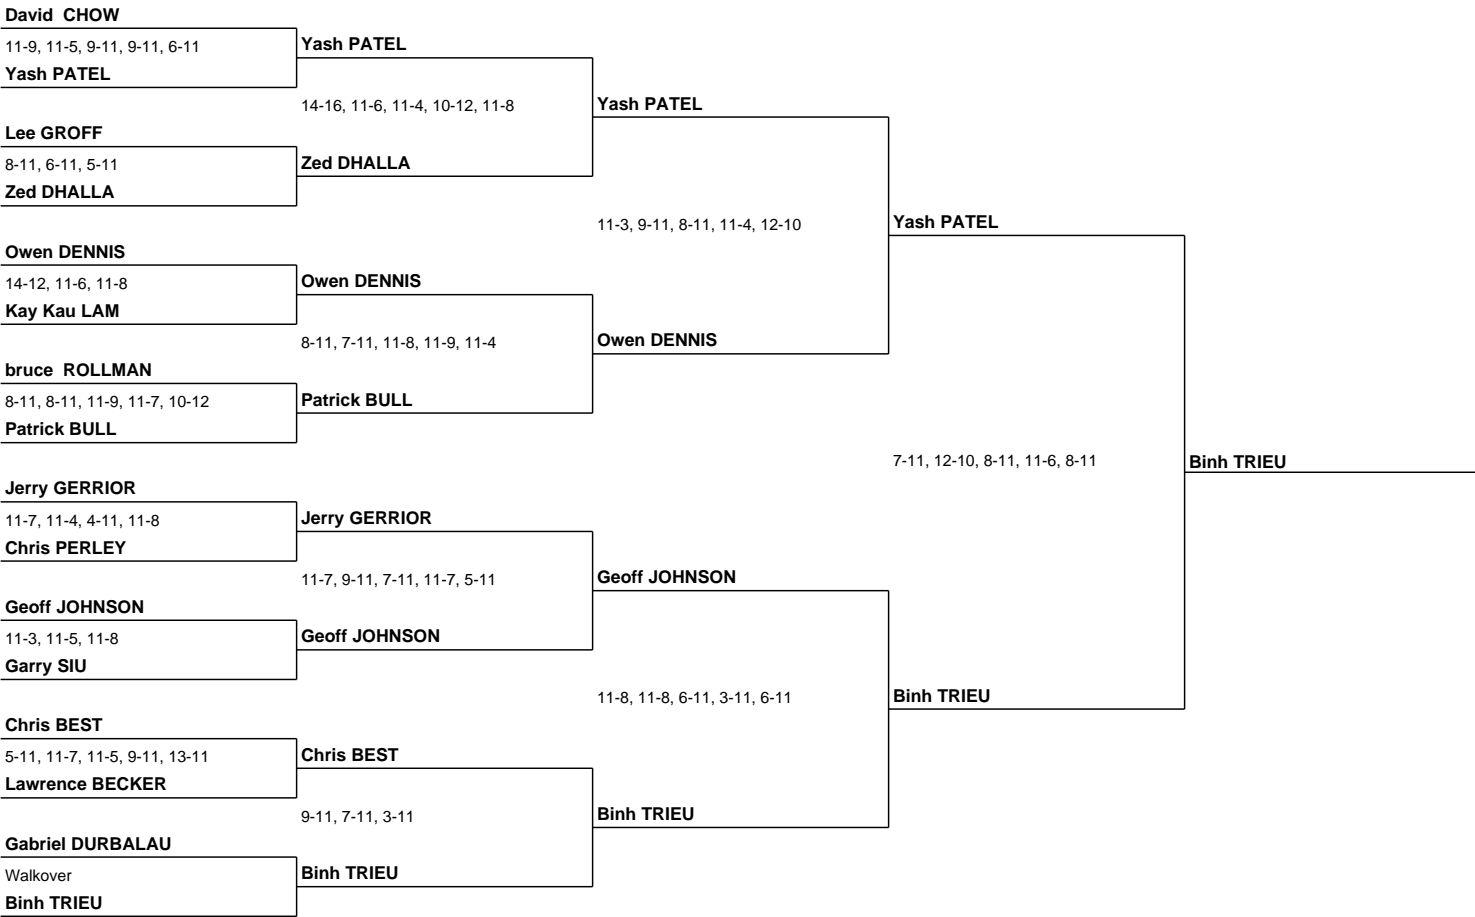 David  CHOW
11-9, 11-5, 9-11, 9-11, 6-11
Yash PATEL
Lee GROFF
8-11, 6-11, 5-11
Zed DHALLA
Owen DENNIS
14-12, 11-6, 11-8
Kay Kau LAM
bruce  ROLLMAN
8-11, 8-11, 11-9, 11-7, 10-12
Patrick BULL
Jerry GERRIOR
11-7, 11-4, 4-11, 11-8
Chris PERLEY
Geoff JOHNSON
11-3, 11-5, 11-8
Garry SIU
Chris BEST
5-11, 11-7, 11-5, 9-11, 13-11
Lawrence BECKER
Gabriel DURBALAU
Walkover
Binh TRIEU
Yash PATEL
14-16, 11-6, 11-4, 10-12, 11-8
Zed DHALLA
Owen DENNIS
8-11, 7-11, 11-8, 11-9, 11-4
Patrick BULL
Jerry GERRIOR
11-7, 9-11, 7-11, 11-7, 5-11
Geoff JOHNSON
Chris BEST
9-11, 7-11, 3-11
Binh TRIEU
Yash PATEL
11-3, 9-11, 8-11, 11-4, 12-10
Owen DENNIS
Geoff JOHNSON
11-8, 11-8, 6-11, 3-11, 6-11
Binh TRIEU
Yash PATEL
7-11, 12-10, 8-11, 11-6, 8-11
Binh TRIEU
Binh TRIEU